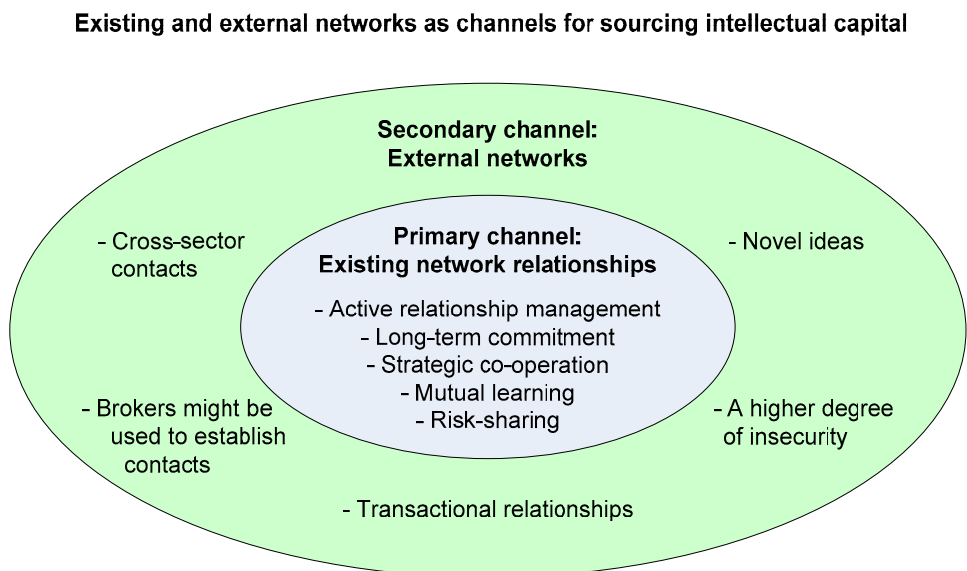 Existing and external networks as channels for sourcing intellectual capital
Secondary channel:
External networks
- Cross-sector
contacts
- Novel ideas
Primary channel:
Existing network relationships
- Active relationship management
- Long-term commitment
- Strategic co-operation
- Mutual learning
- Risk-sharing
- Brokers might be
used to establish
contacts
- A higher degree
of insecurity
- Transactional relationships